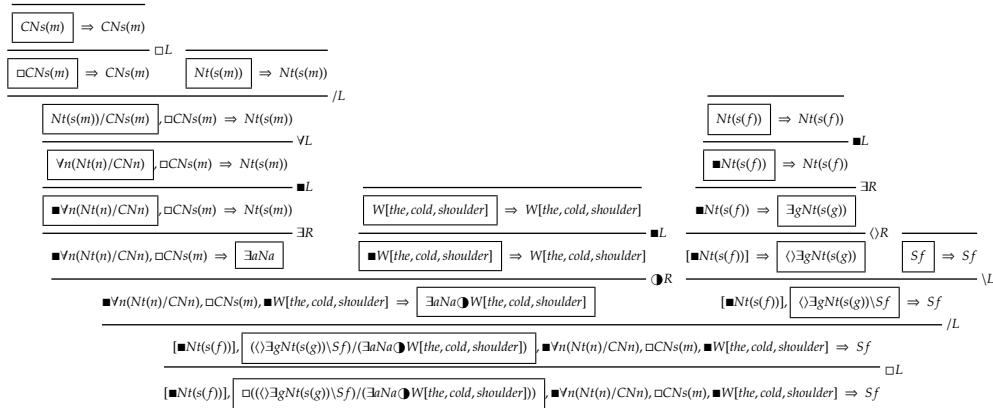 CNs(m) ⇒ CNs(m)
□L
□CNs(m) ⇒ CNs(m) Nt(s(m)) ⇒ Nt(s(m))
/L
Nt(s(m))/CNs(m), □CNs(m) ⇒ Nt(s(m)) Nt(s(f)) ⇒ Nt(s(f))
∀L ■L
∀n(Nt(n)/CNn), □CNs(m) ⇒ Nt(s(m)) ■Nt(s(f)) ⇒ Nt(s(f))
■L ∃R
■∀n(Nt(n)/CNn), □CNs(m) ⇒ Nt(s(m)) W[the, cold, shoulder] ⇒ W[the, cold, shoulder] ■Nt(s(f)) ⇒ ∃gNt(s(g))
∃R ■L ⟨⟩R
■∀n(Nt(n)/CNn), □CNs(m) ⇒ ∃aNa ■W[the, cold, shoulder] ⇒ W[the, cold, shoulder] [■Nt(s(f))] ⇒ ⟨⟩∃gNt(s(g)) Sf ⇒ Sf
◑R \L
■∀n(Nt(n)/CNn), □CNs(m), ■W[the, cold, shoulder] ⇒ ∃aNa◑W[the, cold, shoulder] [■Nt(s(f))], ⟨⟩∃gNt(s(g))\Sf ⇒ Sf
/L
[■Nt(s(f))], (⟨⟩∃gNt(s(g))\Sf)/(∃aNa◑W[the, cold, shoulder]), ■∀n(Nt(n)/CNn), □CNs(m), ■W[the, cold, shoulder] ⇒ Sf
□L
[■Nt(s(f))], □((⟨⟩∃gNt(s(g))\Sf)/(∃aNa◑W[the, cold, shoulder])), ■∀n(Nt(n)/CNn), □CNs(m), ■W[the, cold, shoulder] ⇒ Sf